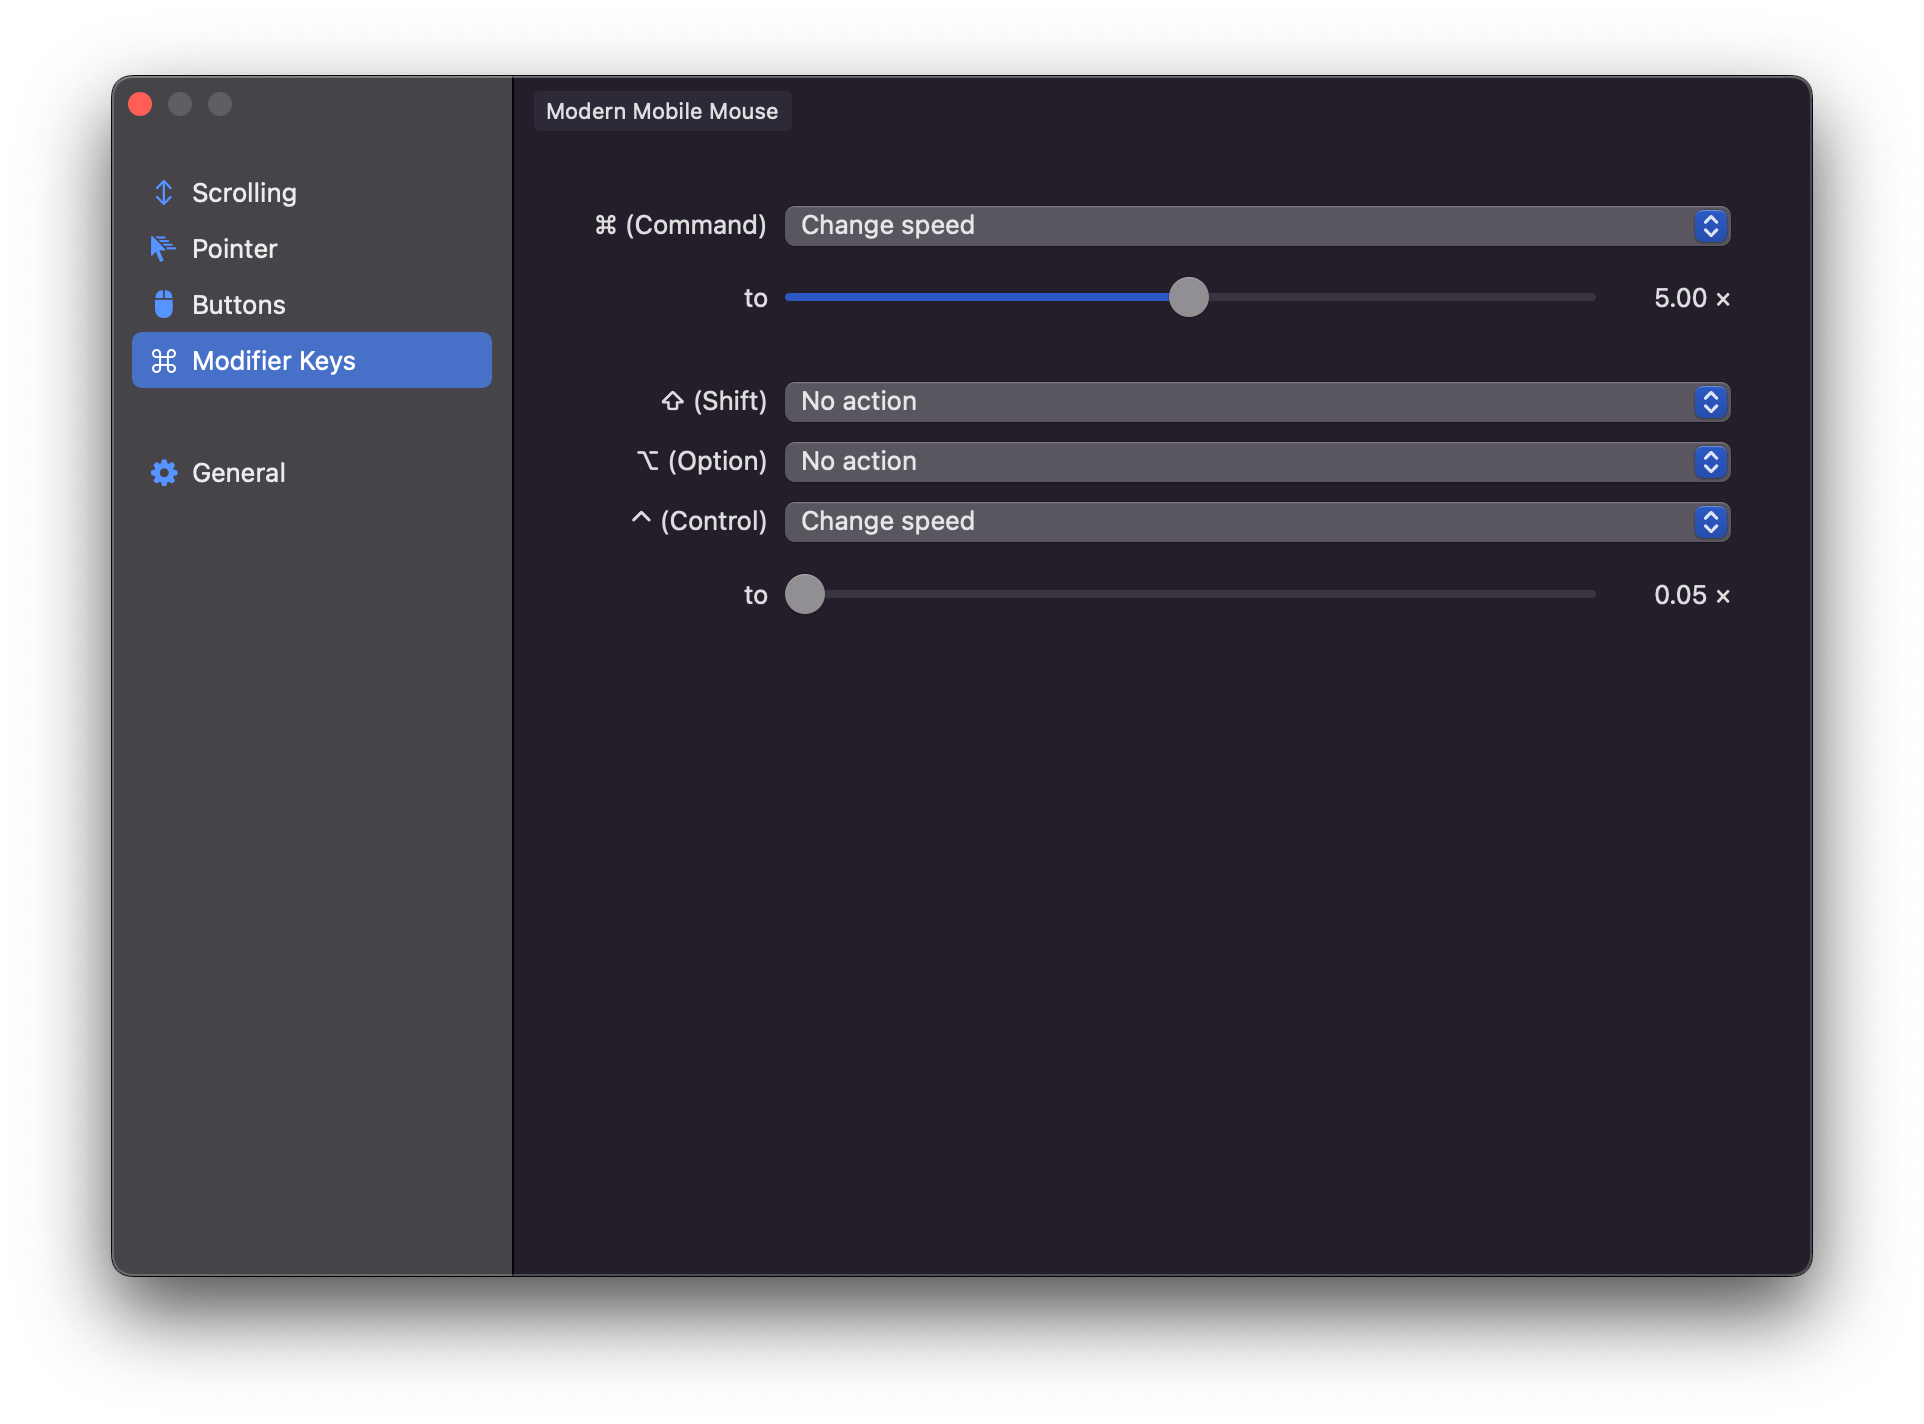 Modern Mobile Mouse
Scrolling
Pointer
Buttons
⌘ Modifier Keys
General
⌘ (Command) Change speed
to 5.00 ×
⇧ (Shift) No action
⌥ (Option) No action
^ (Control) Change speed
to 0.05 ×